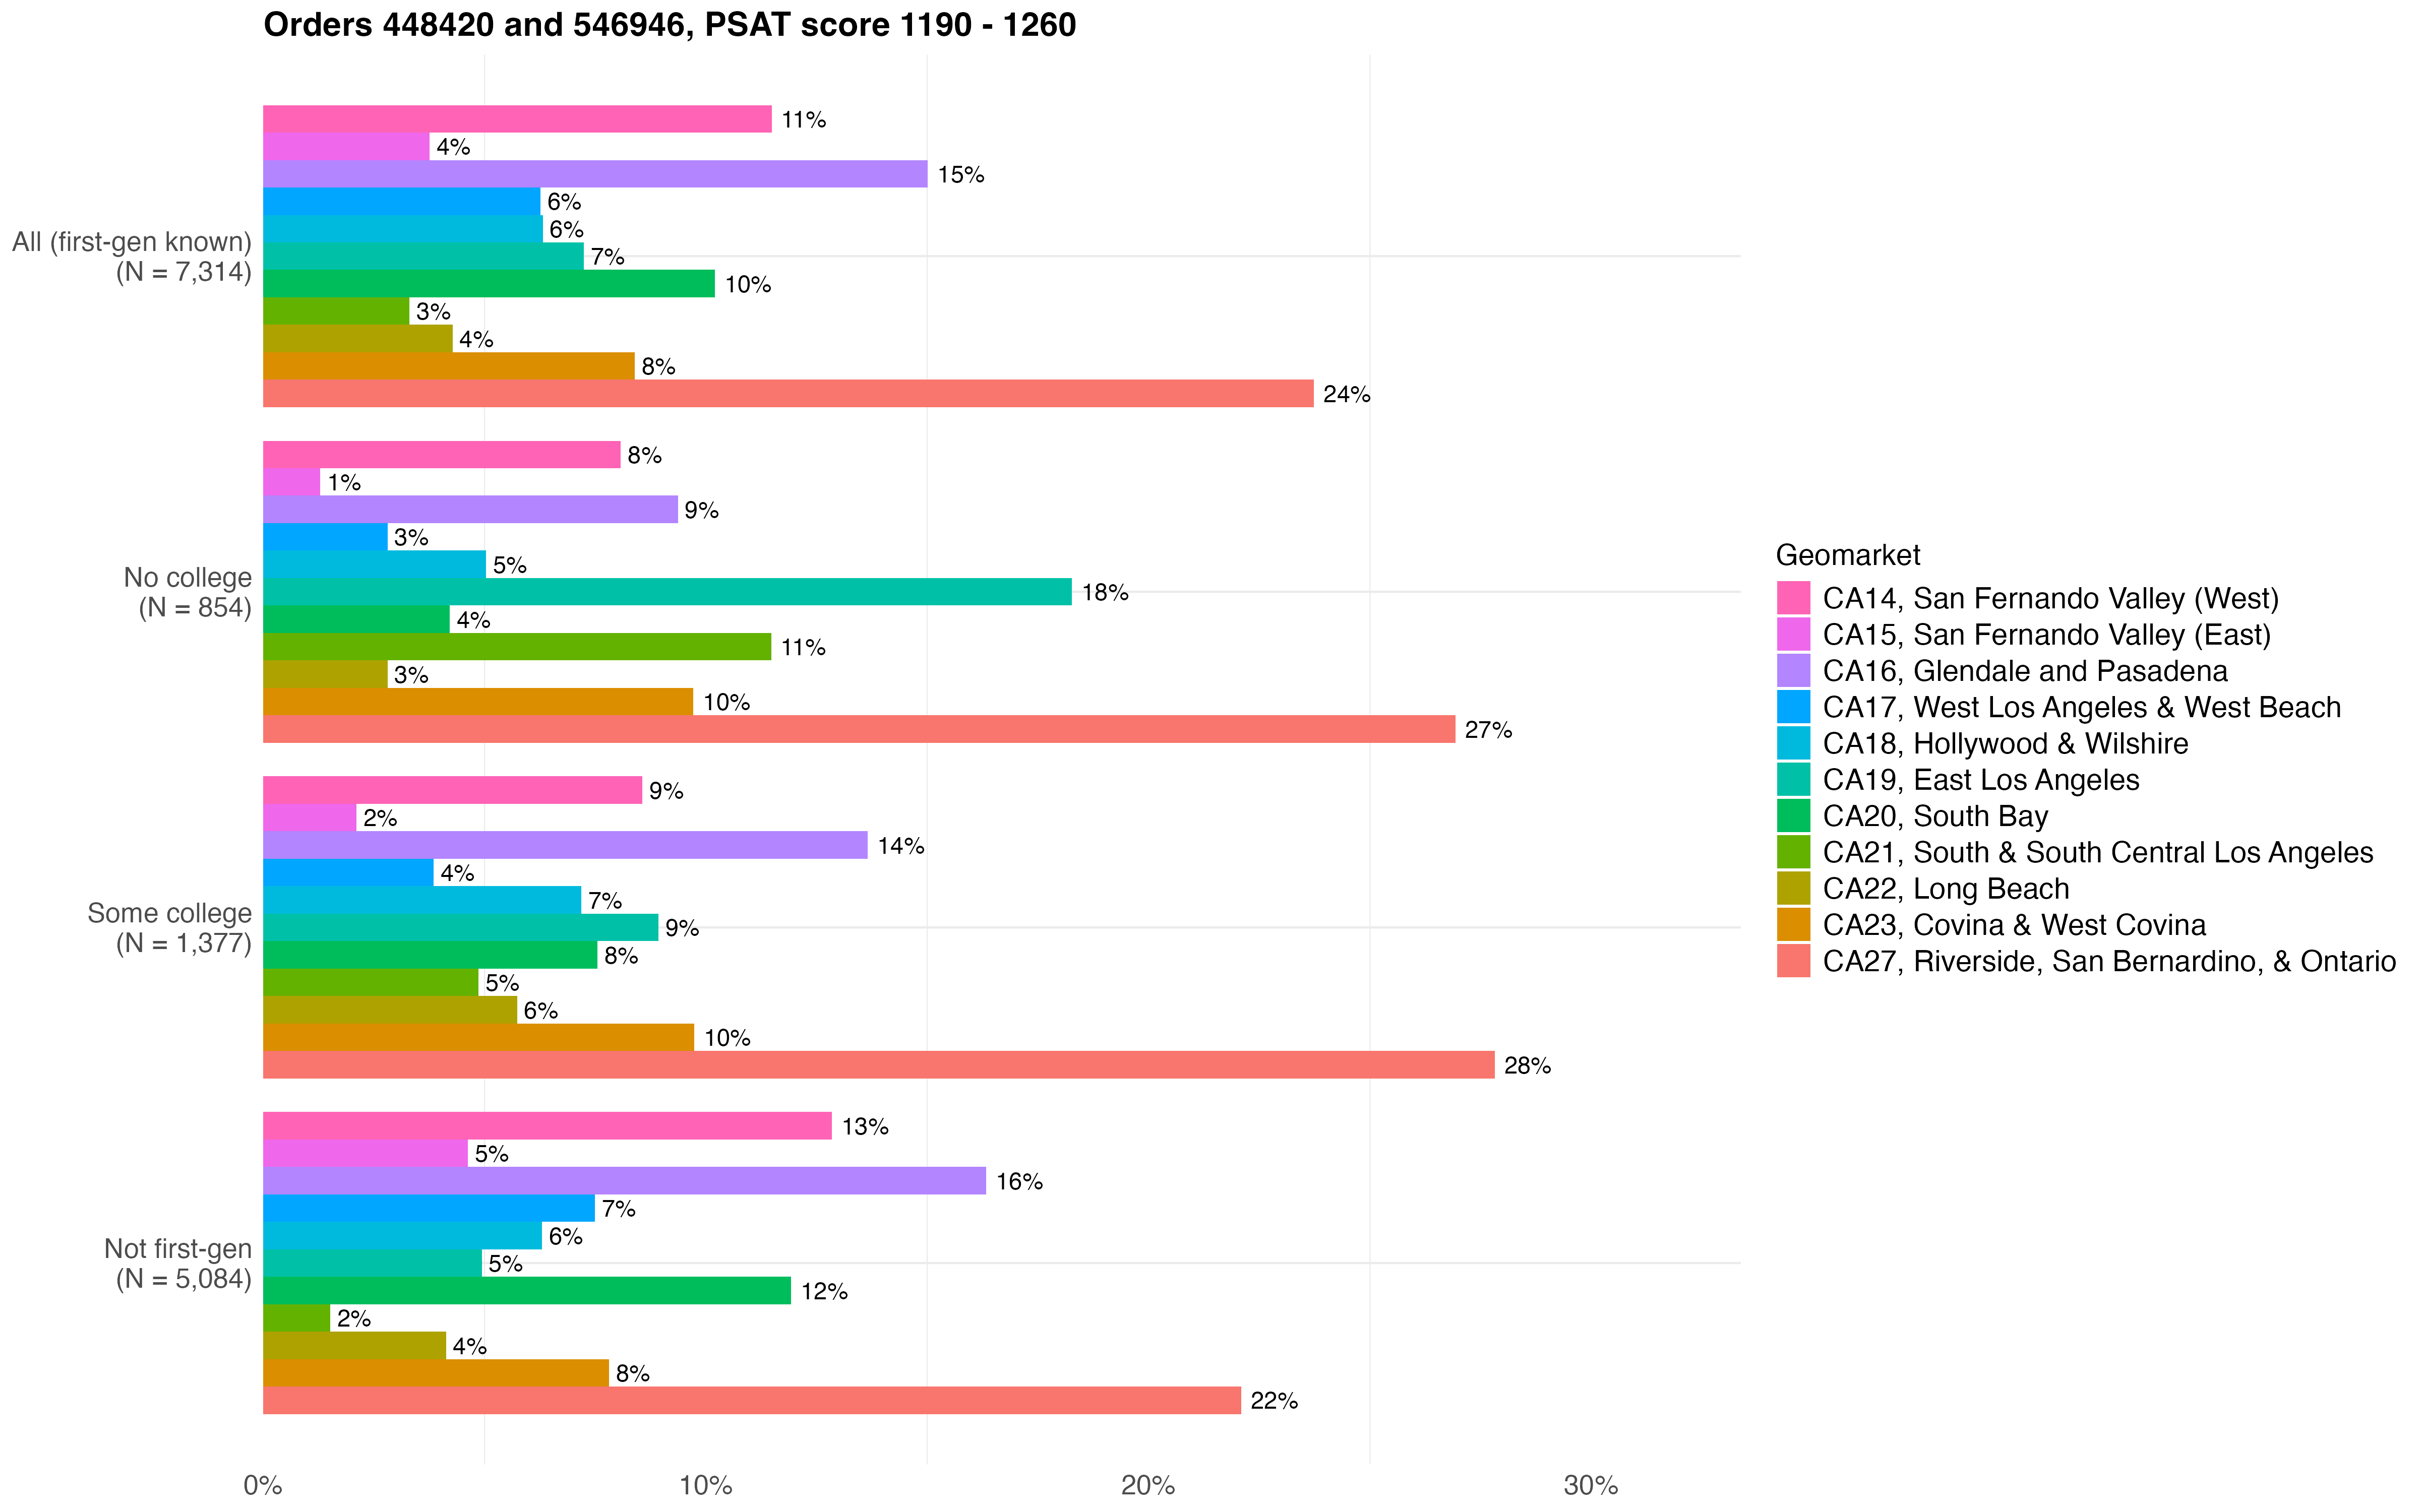 Orders 448420 and 546946, PSAT score 1190 - 1260
All (first-gen known)
(N = 7,314)
11%
4%
15%
6%
6%
7%
10%
3%
4%
8%
24%
No college
(N = 854)
8%
1%
9%
3%
5%
18%
4%
11%
3%
10%
27%
Some college
(N = 1,377)
9%
2%
14%
4%
7%
9%
8%
5%
6%
10%
28%
Not first-gen
(N = 5,084)
13%
5%
16%
7%
6%
5%
12%
2%
4%
8%
22%
0%
10%
20%
30%
Geomarket
CA14, San Fernando Valley (West)
CA15, San Fernando Valley (East)
CA16, Glendale and Pasadena
CA17, West Los Angeles & West Beach
CA18, Hollywood & Wilshire
CA19, East Los Angeles
CA20, South Bay
CA21, South & South Central Los Angeles
CA22, Long Beach
CA23, Covina & West Covina
CA27, Riverside, San Bernardino, & Ontario